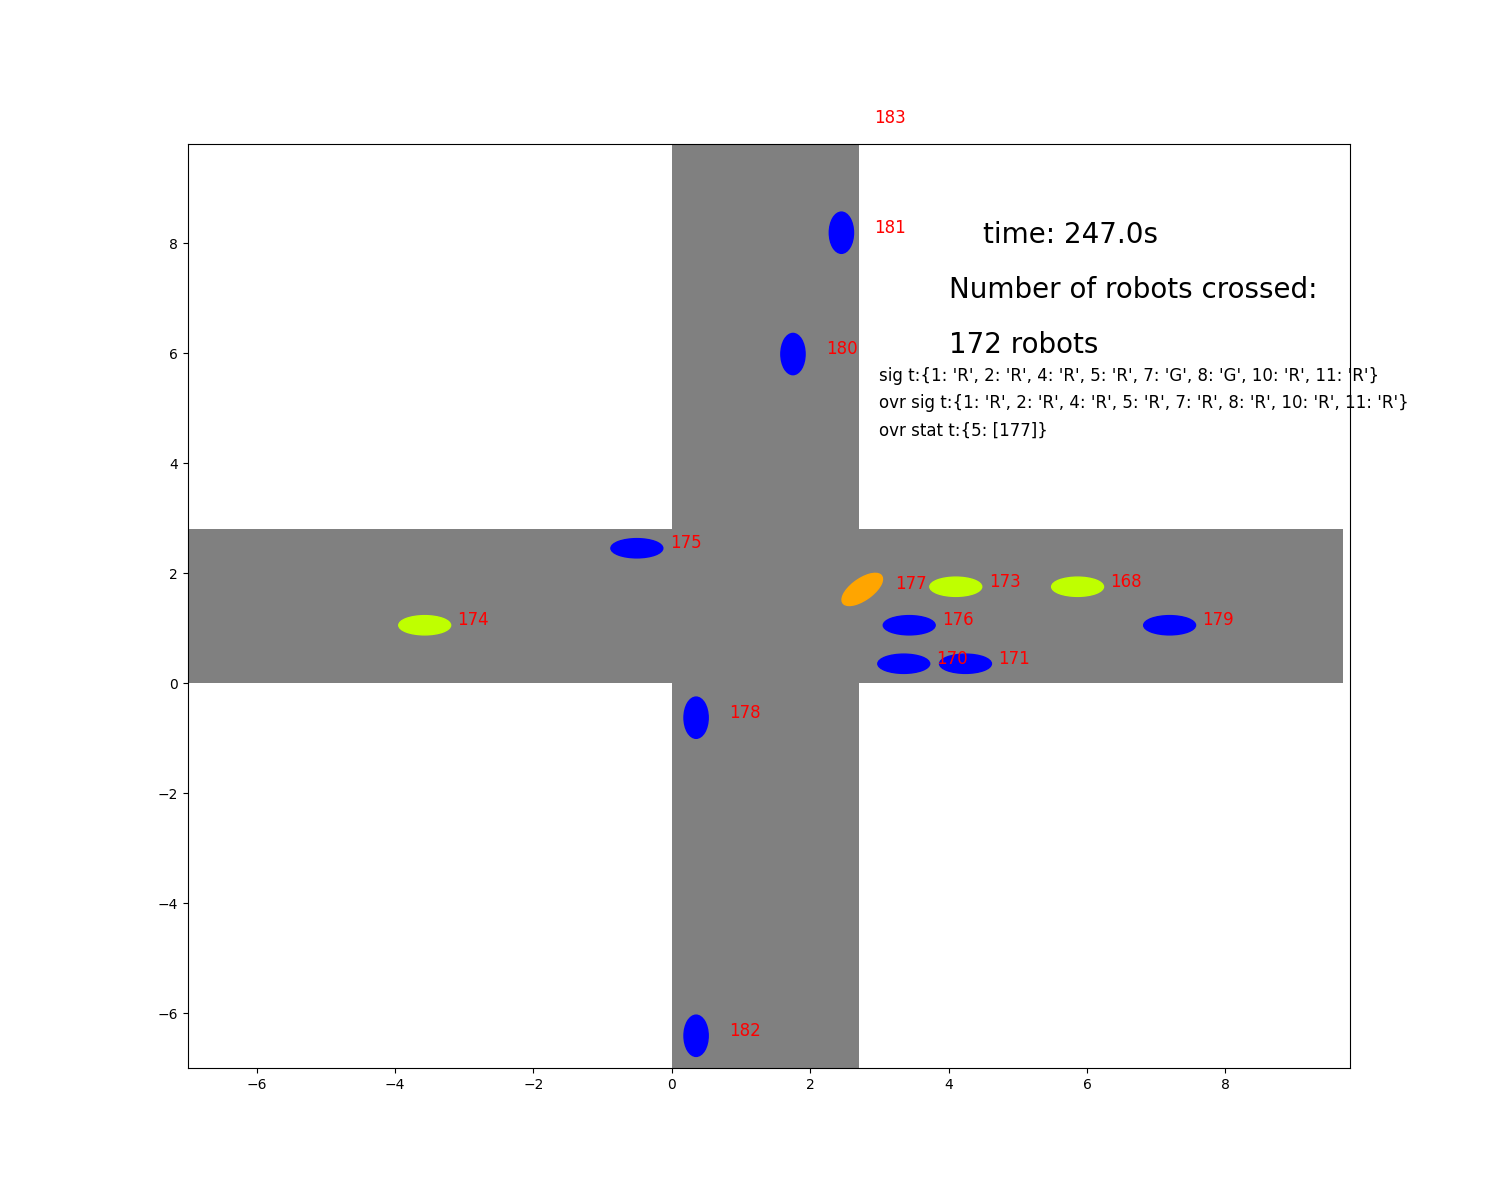 183
181
time: 247.0s
Number of robots crossed:
172 robots
180
sig t:{1: 'R', 2: 'R', 4: 'R', 5: 'R', 7: 'G', 8: 'G', 10: 'R', 11: 'R'}
ovr sig t:{1: 'R', 2: 'R', 4: 'R', 5: 'R', 7: 'R', 8: 'R', 10: 'R', 11: 'R'}
ovr stat t:{5: [177]}
175
177 173 168
174 176 179
170 171
178
182
8
6
4
2
0
−2
−4
−6
−6 −4 −2 0 2 4 6 8